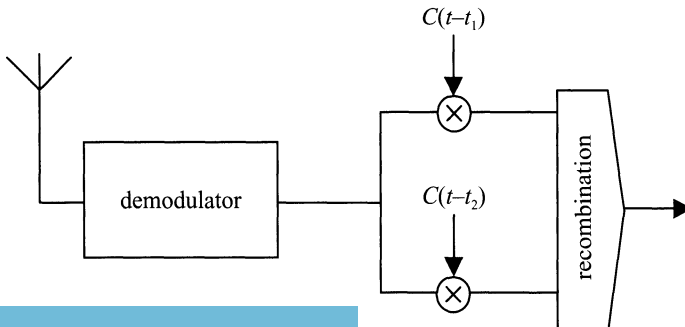 C(t–t₁)
demodulator
C(t–t₂)
recombination